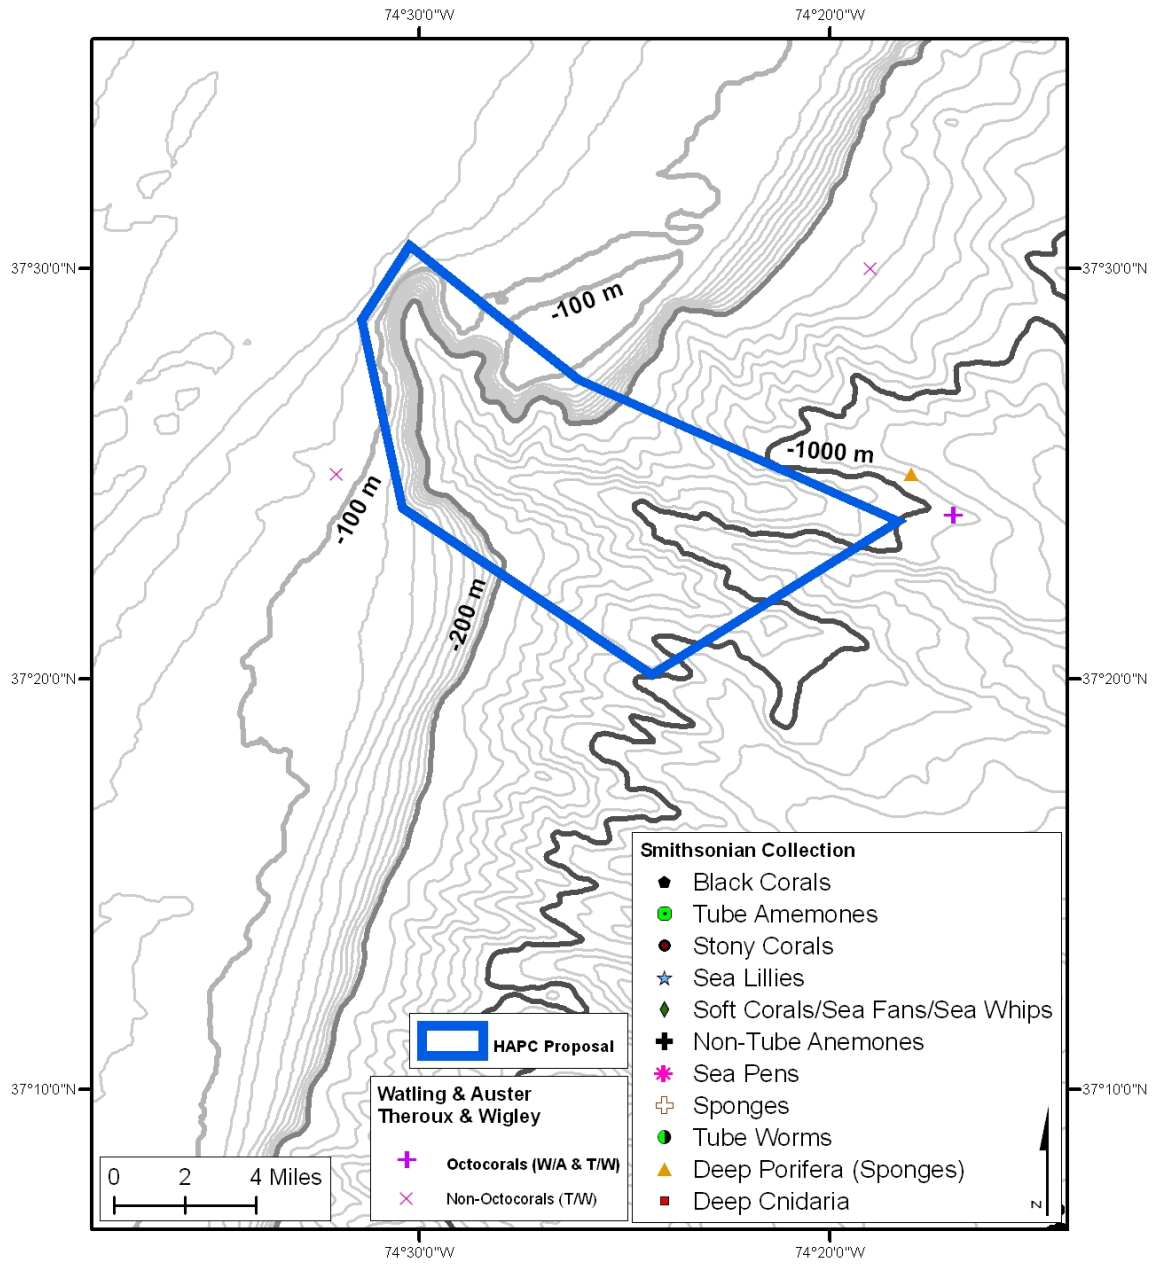 74°30'0"W 74°20'0"W
37°30'0"N 37°30'0"N
-100 m
-1000 m
-100 m
-200 m
37°20'0"N 37°20'0"N
Smithsonian Collection
Black Corals
Tube Amemones
Stony Corals
Sea Lillies
Soft Corals/Sea Fans/Sea Whips
Non-Tube Anemones
Sea Pens
Sponges
Tube Worms
Deep Porifera (Sponges)
Deep Cnidaria
HAPC Proposal
37°10'0"N 37°10'0"N
Watling & Auster
Theroux & Wigley
Octocorals (W/A & T/W)
Non-Octocorals (T/W)
0 2 4 Miles
N
74°30'0"W 74°20'0"W